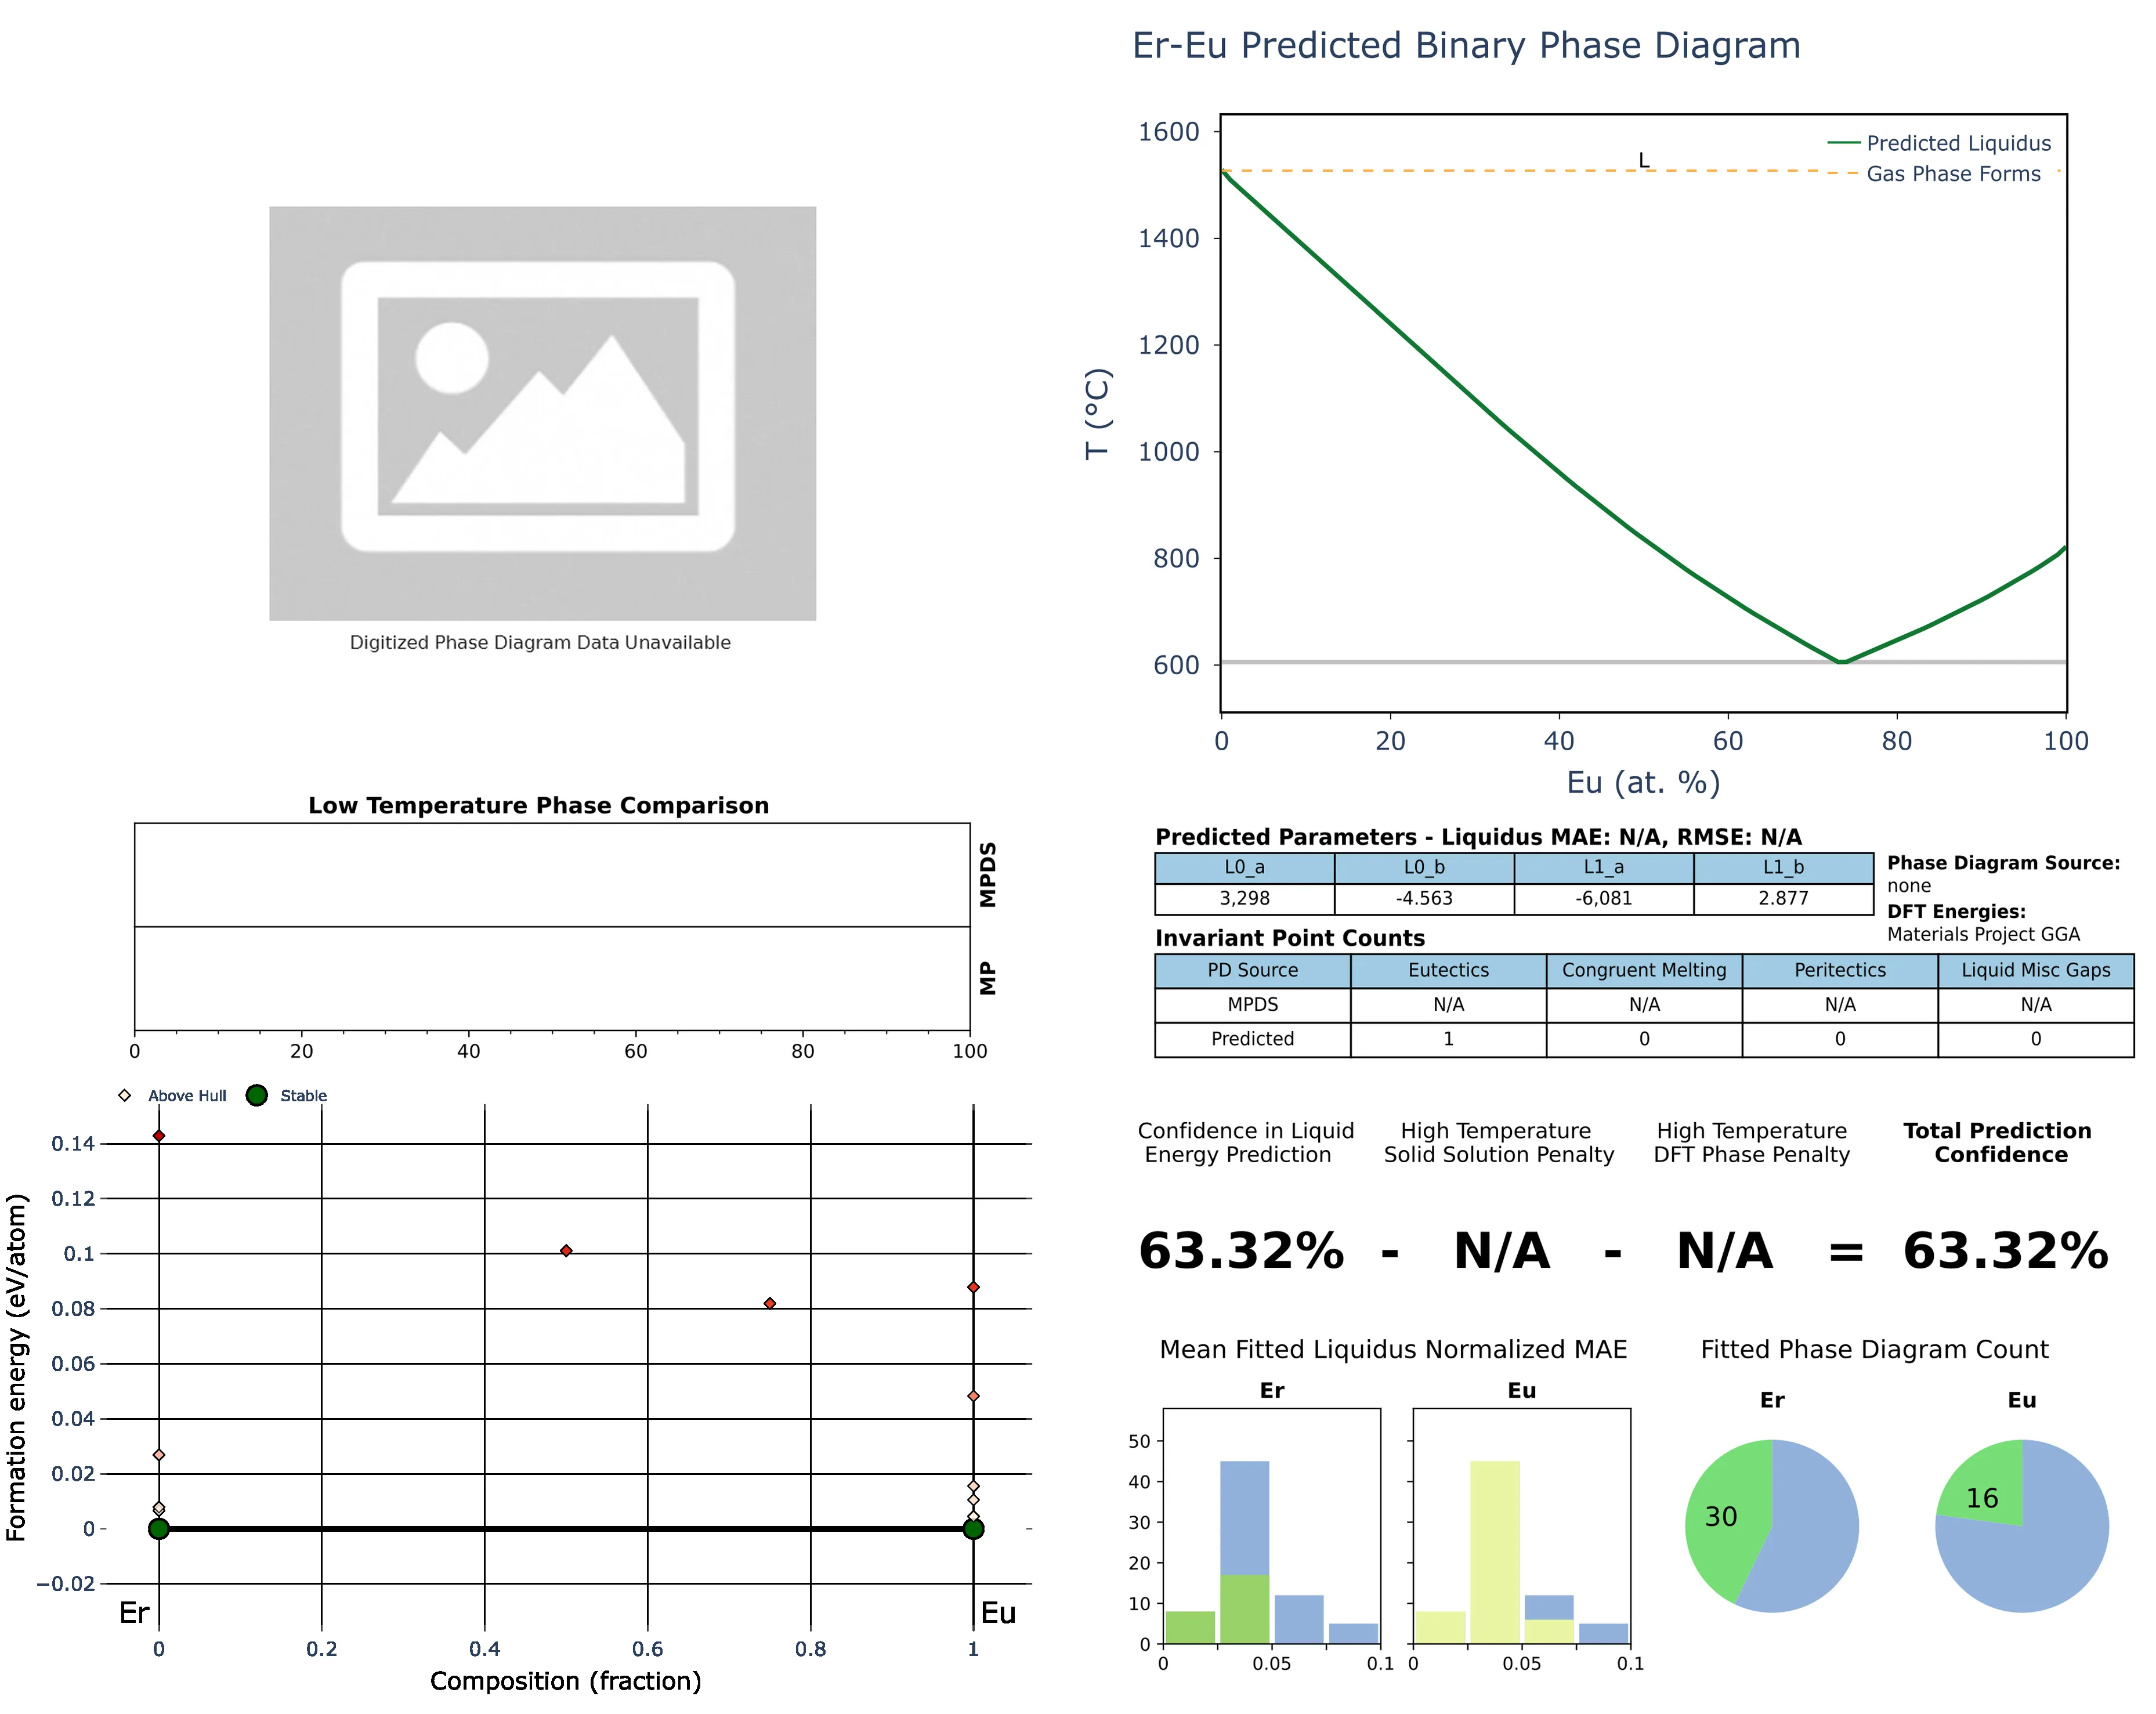 Er-Eu Predicted Binary Phase Diagram
1600
1400
1200
1000
800
600
T (°C)
L
Predicted Liquidus
Gas Phase Forms
0 20 40 60 80 100
Eu (at. %)
Digitized Phase Diagram Data Unavailable
Low Temperature Phase Comparison
MPDS
MP
0 20 40 60 80 100
Predicted Parameters - Liquidus MAE: N/A, RMSE: N/A
L0_a L0_b L1_a L1_b
3,298 -4.563 -6,081 2.877
Phase Diagram Source:
none
DFT Energies:
Materials Project GGA
Invariant Point Counts
PD Source Eutectics Congruent Melting Peritectics Liquid Misc Gaps
MPDS N/A N/A N/A N/A
Predicted 1 0 0 0
Above Hull Stable
0.14
0.12
0.1
0.08
0.06
0.04
0.02
0
−0.02
Formation energy (eV/atom)
Er
Eu
0 0.2 0.4 0.6 0.8 1
Composition (fraction)
Confidence in Liquid
Energy Prediction
High Temperature
Solid Solution Penalty
High Temperature
DFT Phase Penalty
Total Prediction
Confidence
63.32% - N/A - N/A = 63.32%
Mean Fitted Liquidus Normalized MAE
Er
Eu
50
40
30
20
10
0
0 0.05 0.1
0 0.05 0.1
Fitted Phase Diagram Count
Er
Eu
30
16